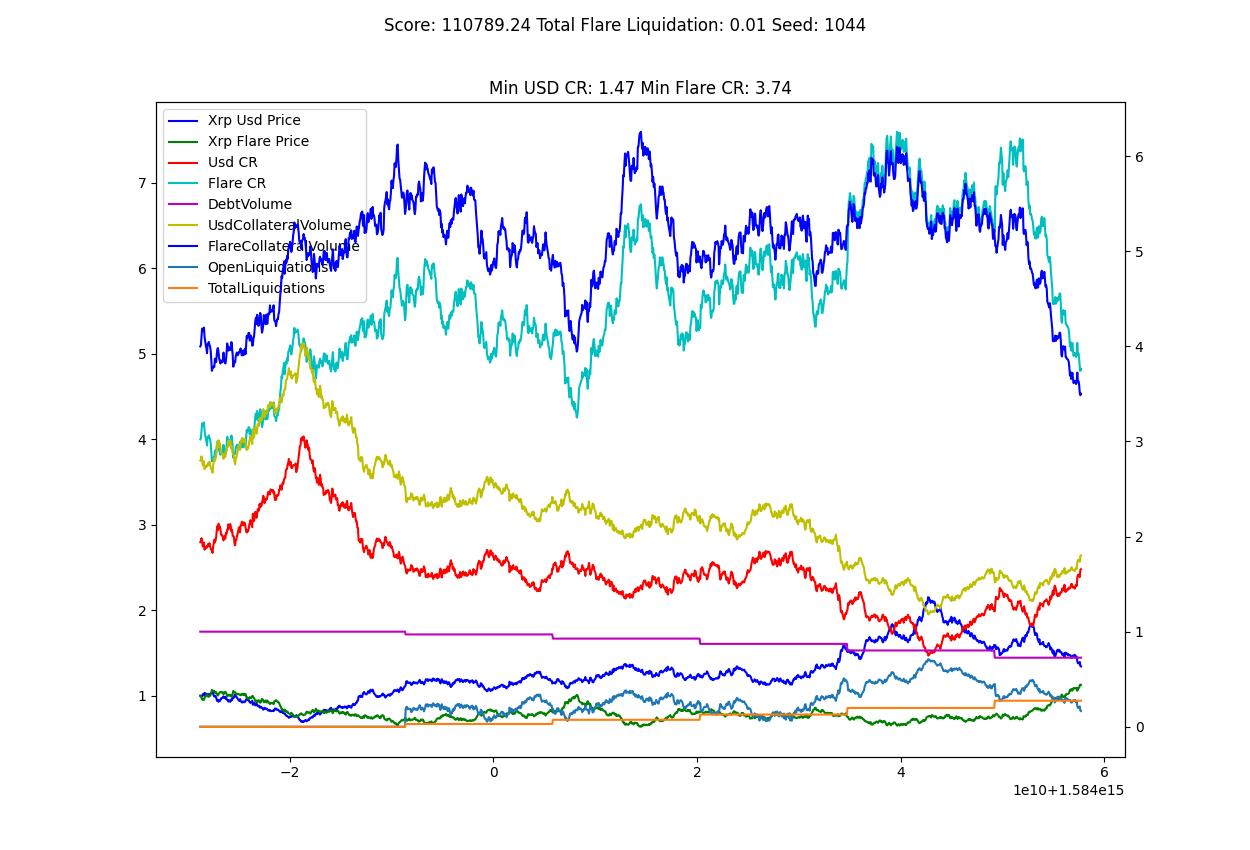 Score: 110789.24 Total Flare Liquidation: 0.01 Seed: 1044
Min USD CR: 1.47 Min Flare CR: 3.74
Xrp Usd Price
Xrp Flare Price
Usd CR
Flare CR
DebtVolume
UsdCollateralVolume
FlareCollateralVolume
OpenLiquidations
TotalLiquidations
7
6
5
4
3
2
1
6
5
4
3
2
1
0
−2
0
2
4
6
1e10+1.584e15